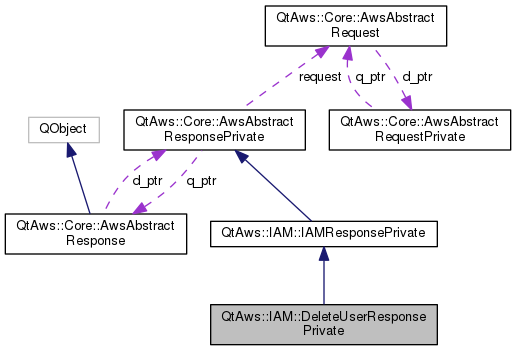 QtAws::Core::AwsAbstract
Request
request
q_ptr
d_ptr
QObject
QtAws::Core::AwsAbstract
ResponsePrivate
QtAws::Core::AwsAbstract
RequestPrivate
d_ptr
q_ptr
QtAws::Core::AwsAbstract
Response
QtAws::IAM::IAMResponsePrivate
QtAws::IAM::DeleteUserResponse
Private